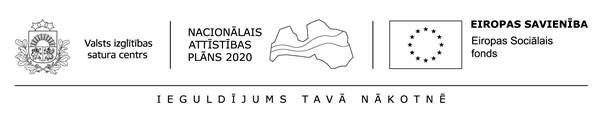 Valsts izglītības
satura centrs
NACIONĀLAIS
ATTĪSTĪBAS
PLĀNS 2020
EIROPAS SAVIENĪBA
Eiropas Sociālais
fonds
IEGULDĪJUMS TAVĀ NĀKOTNĒ